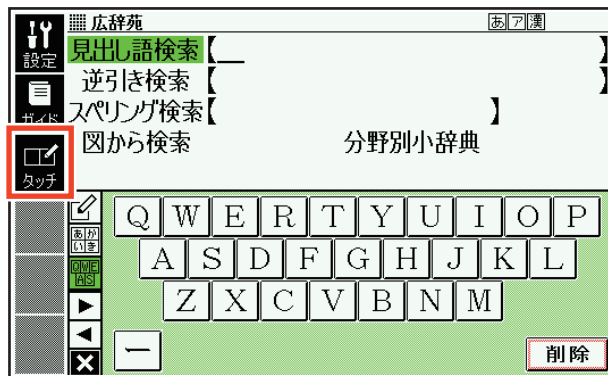 広辞苑
あア漢
設定
見出し語検索【
】
逆引き検索【
】
ガイド
スペリング検索【
】
図から検索
分野別小辞典
タッチ
あか
いき
QWE
AS
Q W E R T Y U I O P
A S D F G H J K L
Z X C V B N M
ー
削除